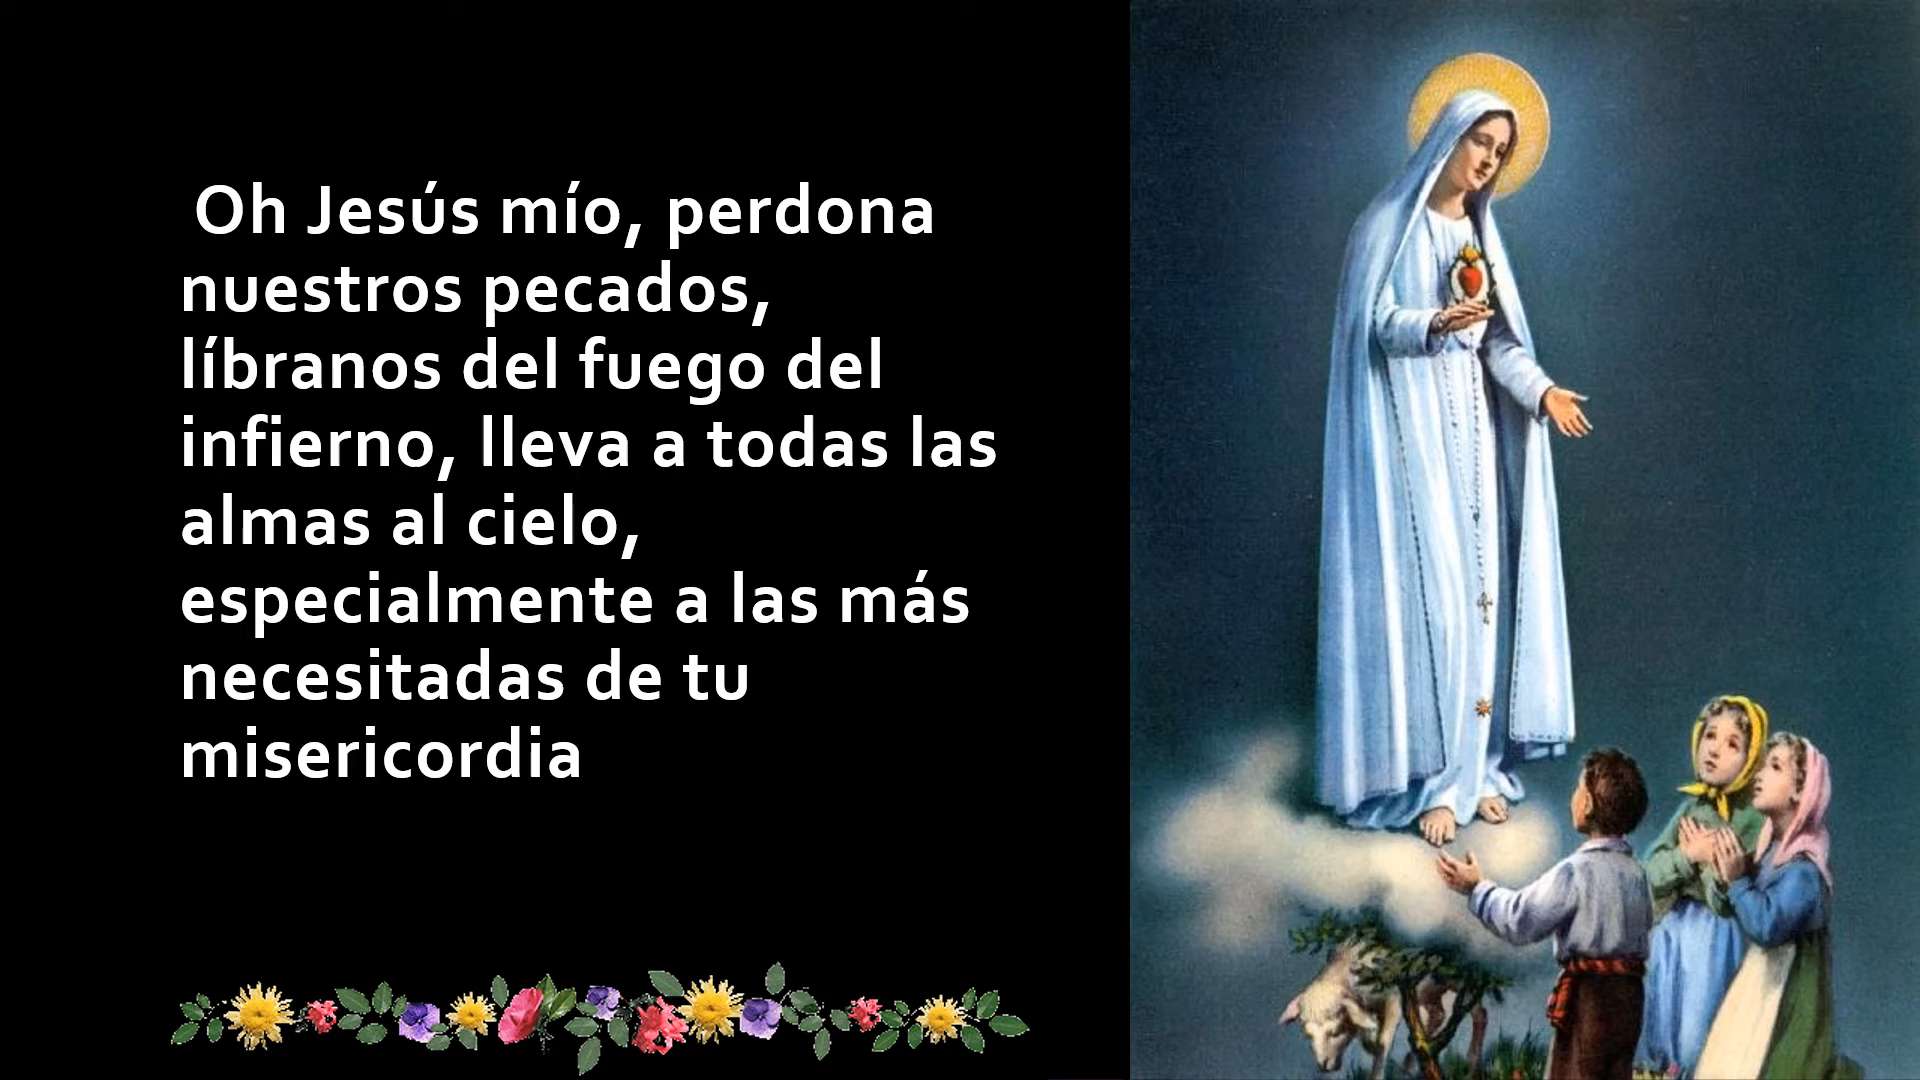 Oh Jesús mío, perdona
nuestros pecados,
líbranos del fuego del
infierno, lleva a todas las
almas al cielo,
especialmente a las más
necesitadas de tu
misericordia